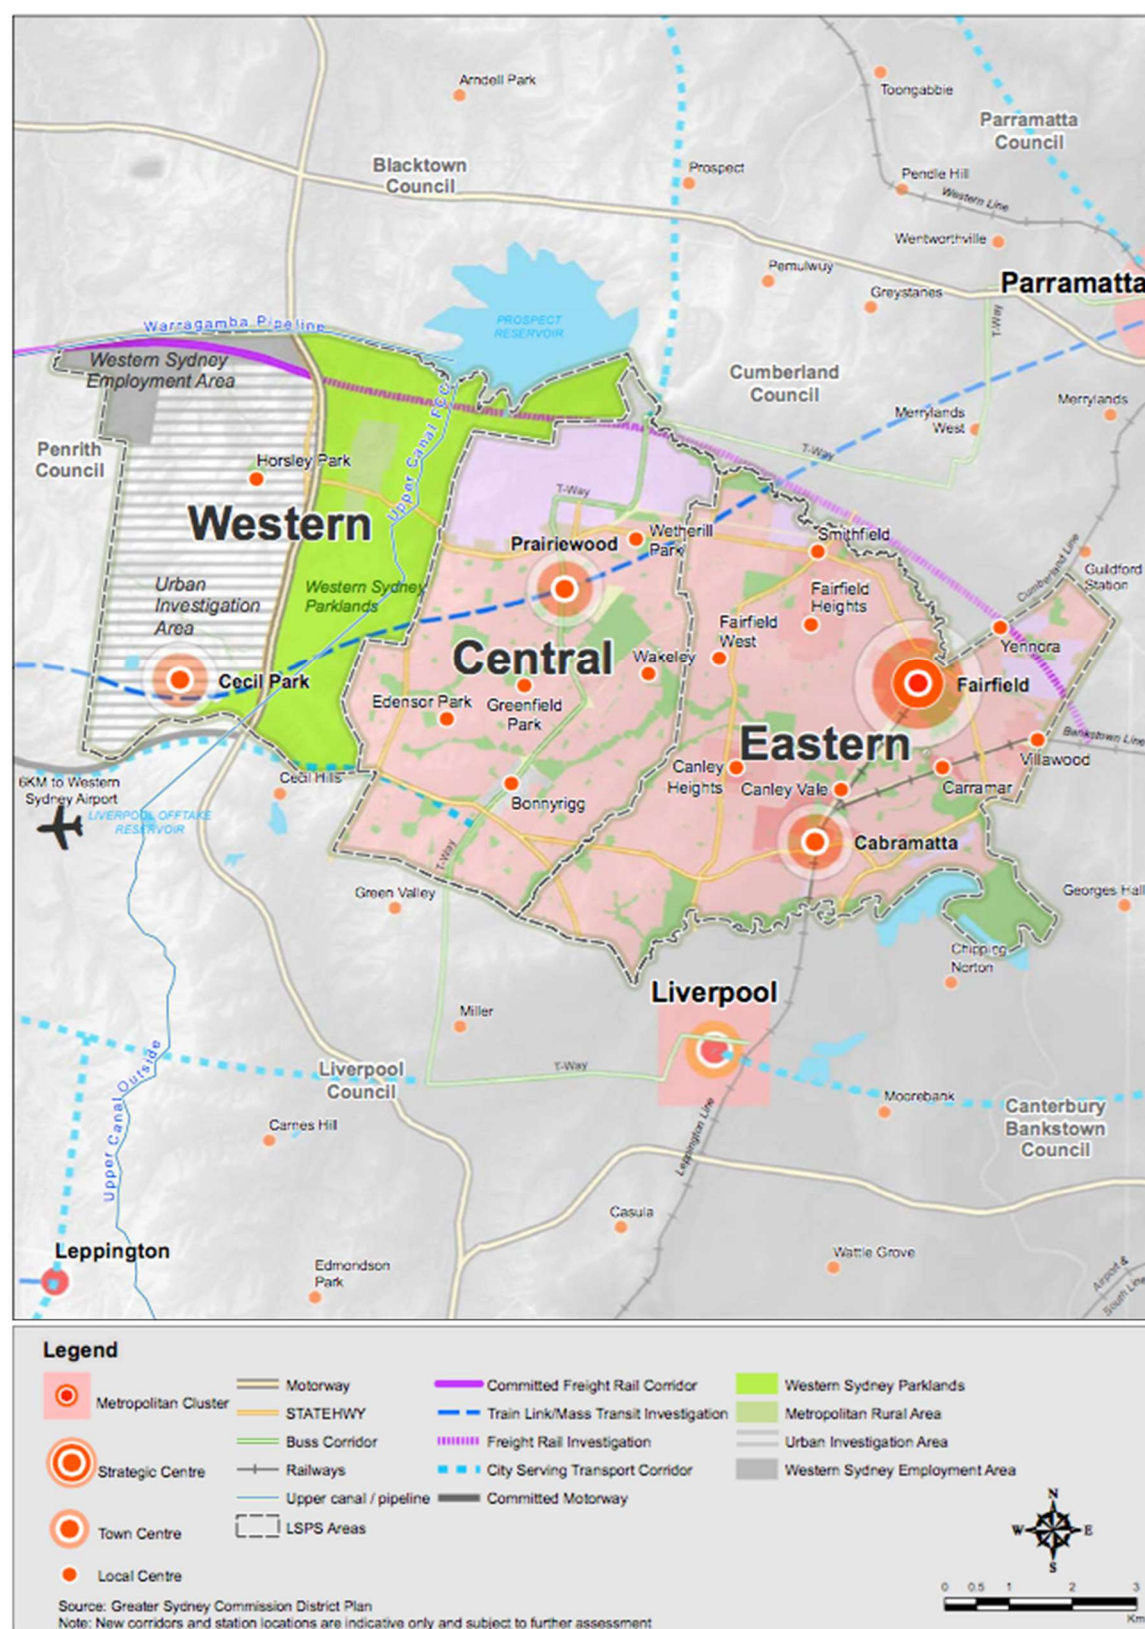 Arndell Park
Toongabbie
Parramatta
Council
Blacktown
Council
Prospect
Pendle Hill
Western Line
Wentworthville
Pemulwuy
Parramatta
Greystanes
PROSPECT
RESERVOIR
Warragamba Pipeline
T-Way
Western Sydney
Employment Area
Cumberland
Council
Upper Canal FCC
Merrylands
Merrylands
West
Penrith
Council
Horsley Park
T-Way
Western
T-Way
Wetherill
Park
Prairiewood
Smithfield
Cumberland Line
Guildford
Station
Urban
Investigation
Area
Western Sydney
Parklands
Fairfield
Heights
Fairfield
West
Central
Wakeley
Yennora
Cecil Park
Fairfield
Edensor Park
Greenfield
Park
Eastern
Bankstown Line
Villawood
6KM to Western
Sydney Airport
Cecil Hills
Canley
Heights
Canley Vale
Carramar
Bonnyrigg
LIVERPOOL OFFTAKE
RESERVOIR
Cabramatta
T-Way
Green Valley
Georges Hall
Chipping
Norton
Liverpool
Miller
Upper Canal Outside
Liverpool
Council
T-Way
Moorebank
Canterbury
Bankstown
Council
Carnes Hill
Leppington Line
Casula
Leppington
Wattle Grove
Edmondson
Park
Airport &
South Line
Legend
Metropolitan Cluster
Strategic Centre
Town Centre
Local Centre
Motorway
STATEHWY
Buss Corridor
Railways
Upper canal / pipeline
LSPS Areas
Committed Freight Rail Corridor
Train Link/Mass Transit Investigation
Freight Rail Investigation
City Serving Transport Corridor
Committed Motorway
Western Sydney Parklands
Metropolitan Rural Area
Urban Investigation Area
Western Sydney Employment Area
N
W E
S
0 0.5 1 2 3
Km
Source: Greater Sydney Commission District Plan
Note: New corridors and station locations are indicative only and subject to further assessment